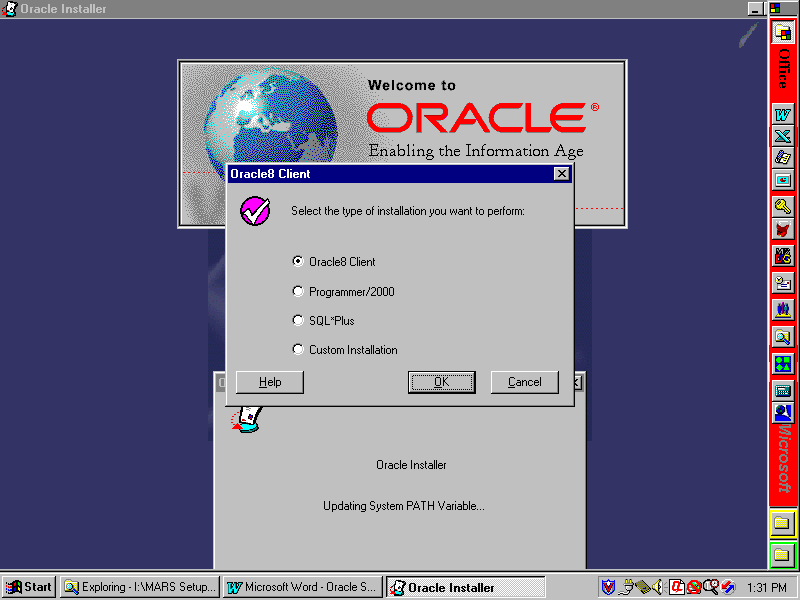 Oracle Installer
Office
Welcome to
ORACLE®
Enabling the Information Age
Oracle8 Client
Select the type of installation you want to perform:
Oracle8 Client
Programmer/2000
SQL*Plus
Custom Installation
Help
OK
Cancel
Oracle Installer
Updating System PATH Variable...
Microsoft
Start
Exploring - I:\MARS Setup...
Microsoft Word - Oracle S...
Oracle Installer
1:31 PM